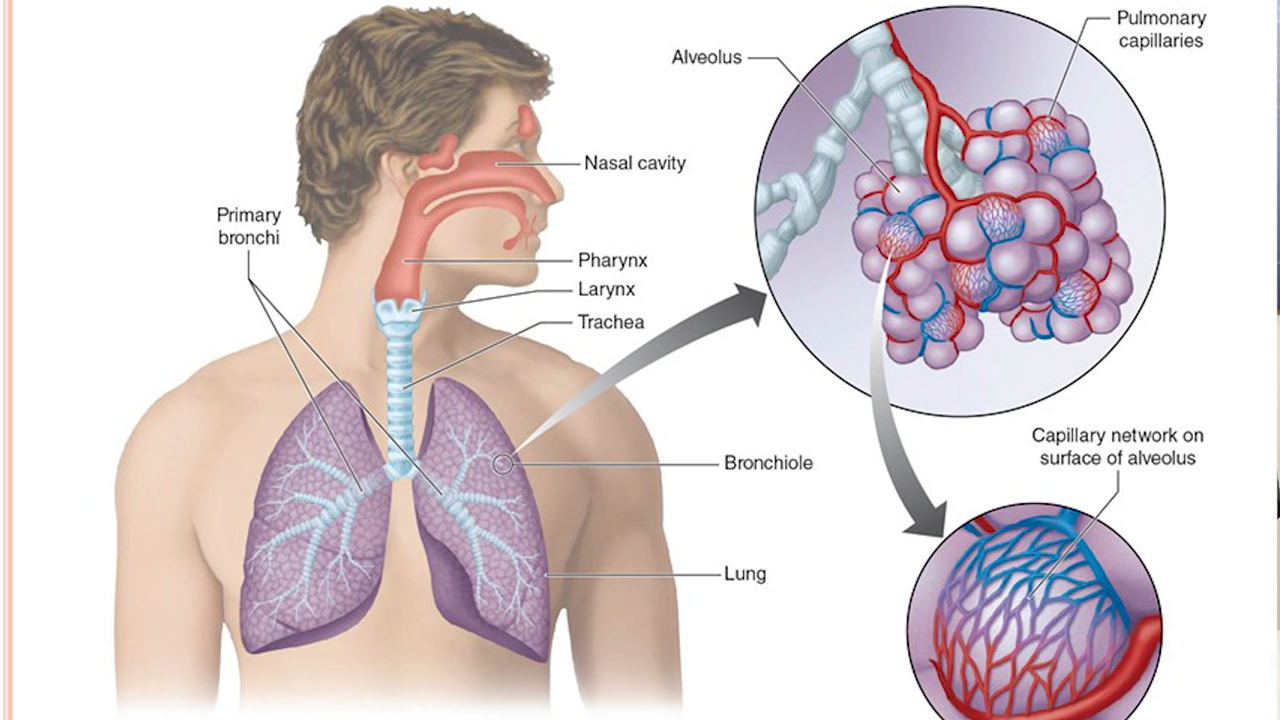 Pulmonary
capillaries
Alveolus
Nasal cavity
Primary
bronchi
Pharynx
Larynx
Trachea
Capillary network on
surface of alveolus
Bronchiole
Lung